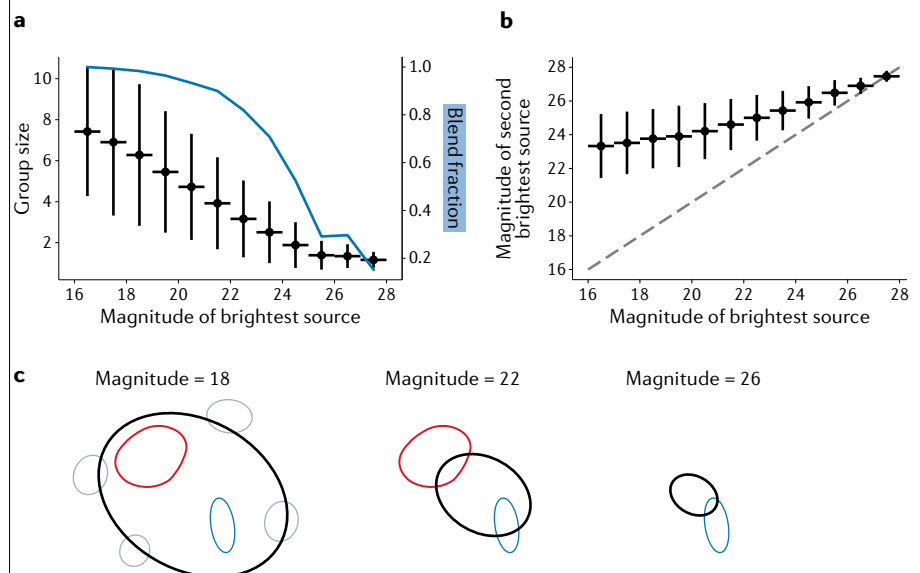 a
10
8
6
4
2
Group size
1.0
0.8
0.6
0.4
0.2
Blend fraction
16 18 20 22 24 26 28
Magnitude of brightest source
b
28
26
24
22
20
18
16
Magnitude of second
brightest source
16 18 20 22 24 26 28
Magnitude of brightest source
c
Magnitude = 18
Magnitude = 22
Magnitude = 26